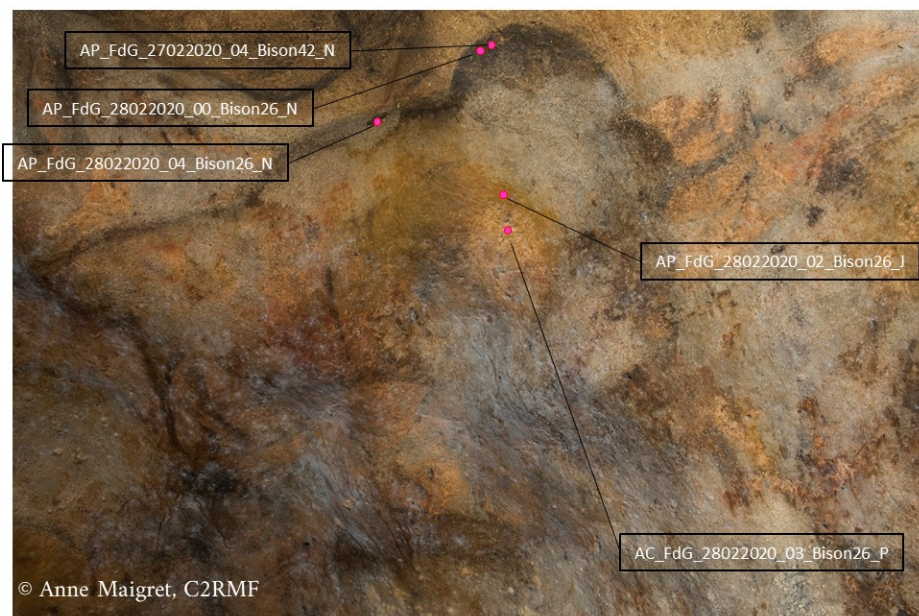 AP_FdG_27022020_04_Bison42_N
AP_FdG_28022020_00_Bison26_N
AP_FdG_28022020_04_Bison26_N
AP_FdG_28022020_02_Bison26_J
AC_FdG_28022020_03_Bison26_P
© Anne Maigret, C2RMF